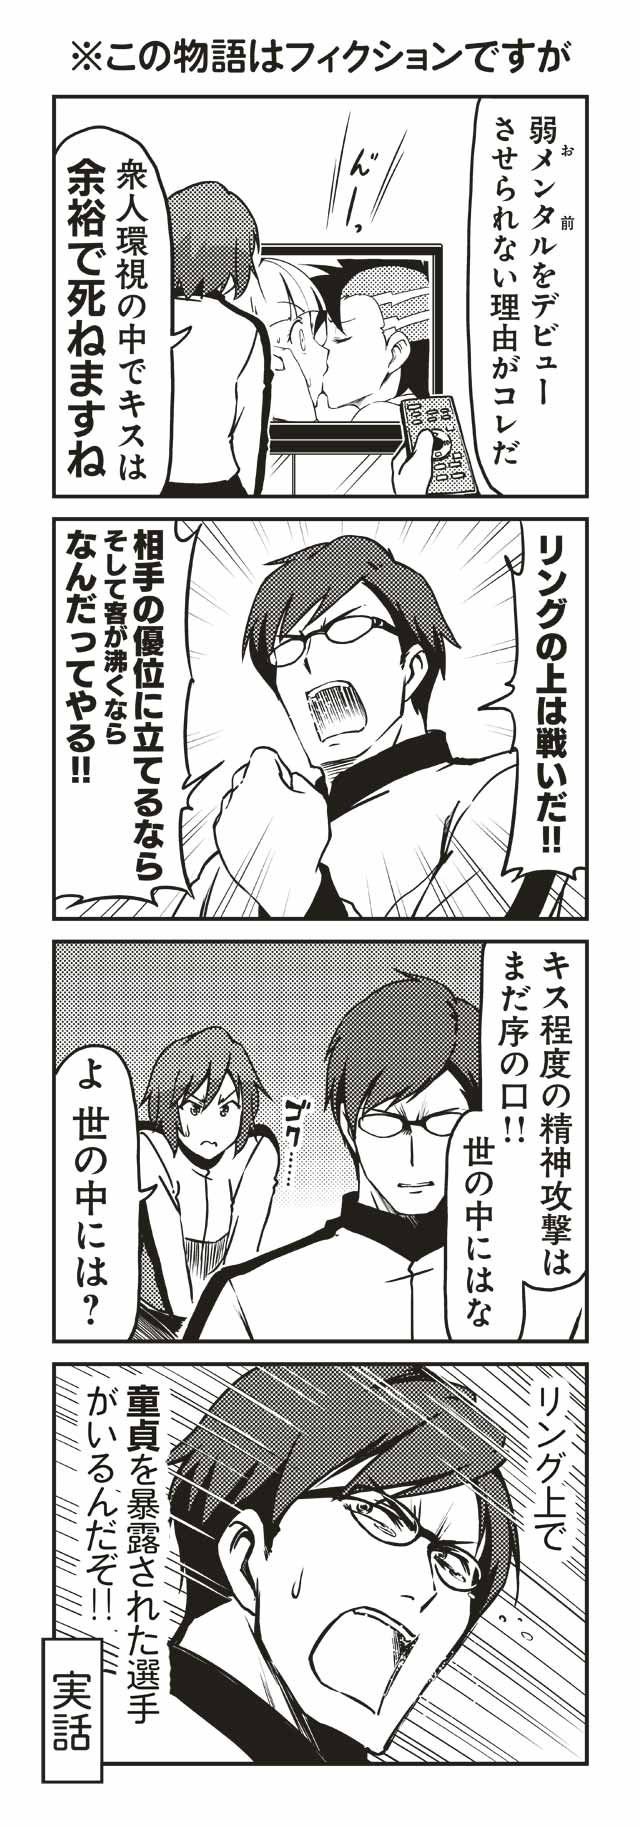 ※この物語はフィクションですが
弱メンタルをデビュー
お前
させられない理由がコレだ
んーっ
衆人環視の中でキスは
余裕で死ねますね
リングの上は戦いだ!!
相手の優位に立てるなら
そして客が沸くなら
なんだってやる!!
キス程度の精神攻撃は
まだ序の口!!
世の中にはな
ゴク……
よ 世の中には?
リング上で
童貞を暴露された選手
がいるんだぞ!!
実話